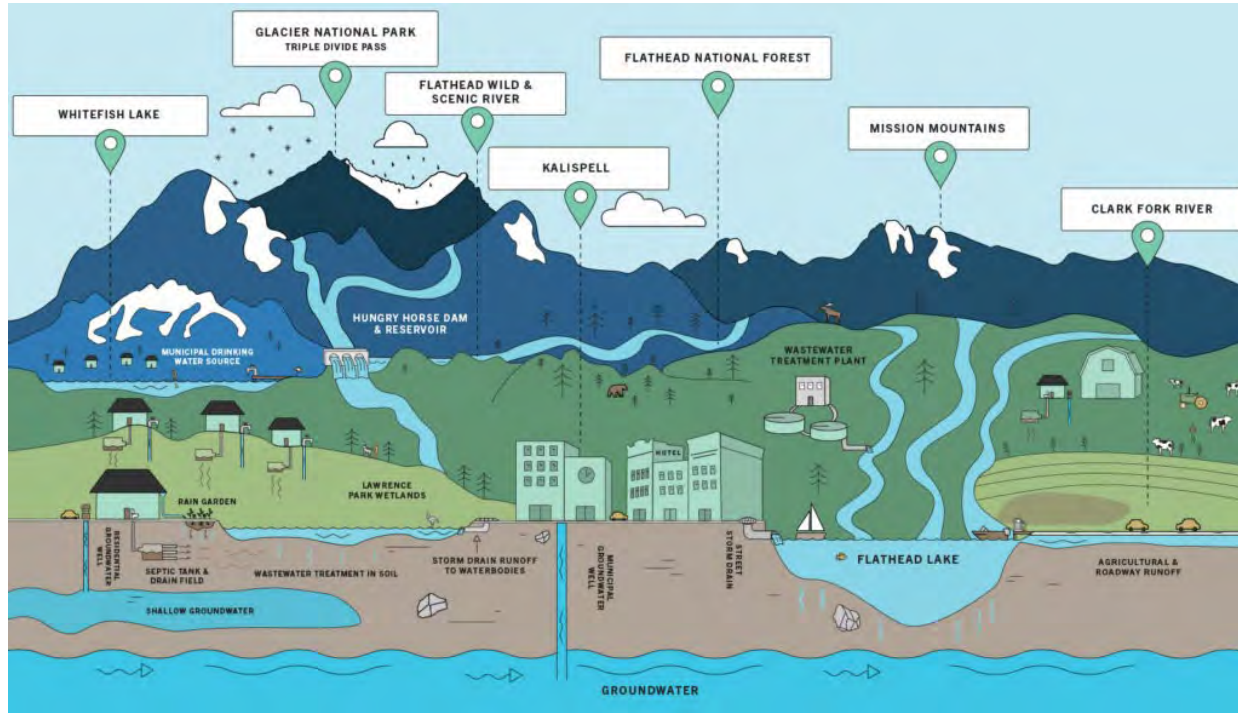 GLACIER NATIONAL PARK
TRIPLE DIVIDE PASS
FLATHEAD WILD &
SCENIC RIVER
FLATHEAD NATIONAL FOREST
WHITEFISH LAKE
MISSION MOUNTAINS
KALISPELL
CLARK FORK RIVER
HUNGRY HORSE DAM
& RESERVOIR
MUNICIPAL DRINKING
WATER SOURCE
WASTEWATER
TREATMENT PLANT
HOTEL
LAWRENCE
PARK WETLANDS
RAIN GARDEN
RESIDENTIAL
GROUNDWATER
WELL
SEPTIC TANK &
DRAIN FIELD
WASTEWATER TREATMENT IN SOIL
STORM DRAIN RUNOFF
TO WATERBODIES
MUNICIPAL
GROUNDWATER
WELL
STREET
STORM DRAIN
FLATHEAD LAKE
AGRICULTURAL &
ROADWAY RUNOFF
SHALLOW GROUNDWATER
GROUNDWATER